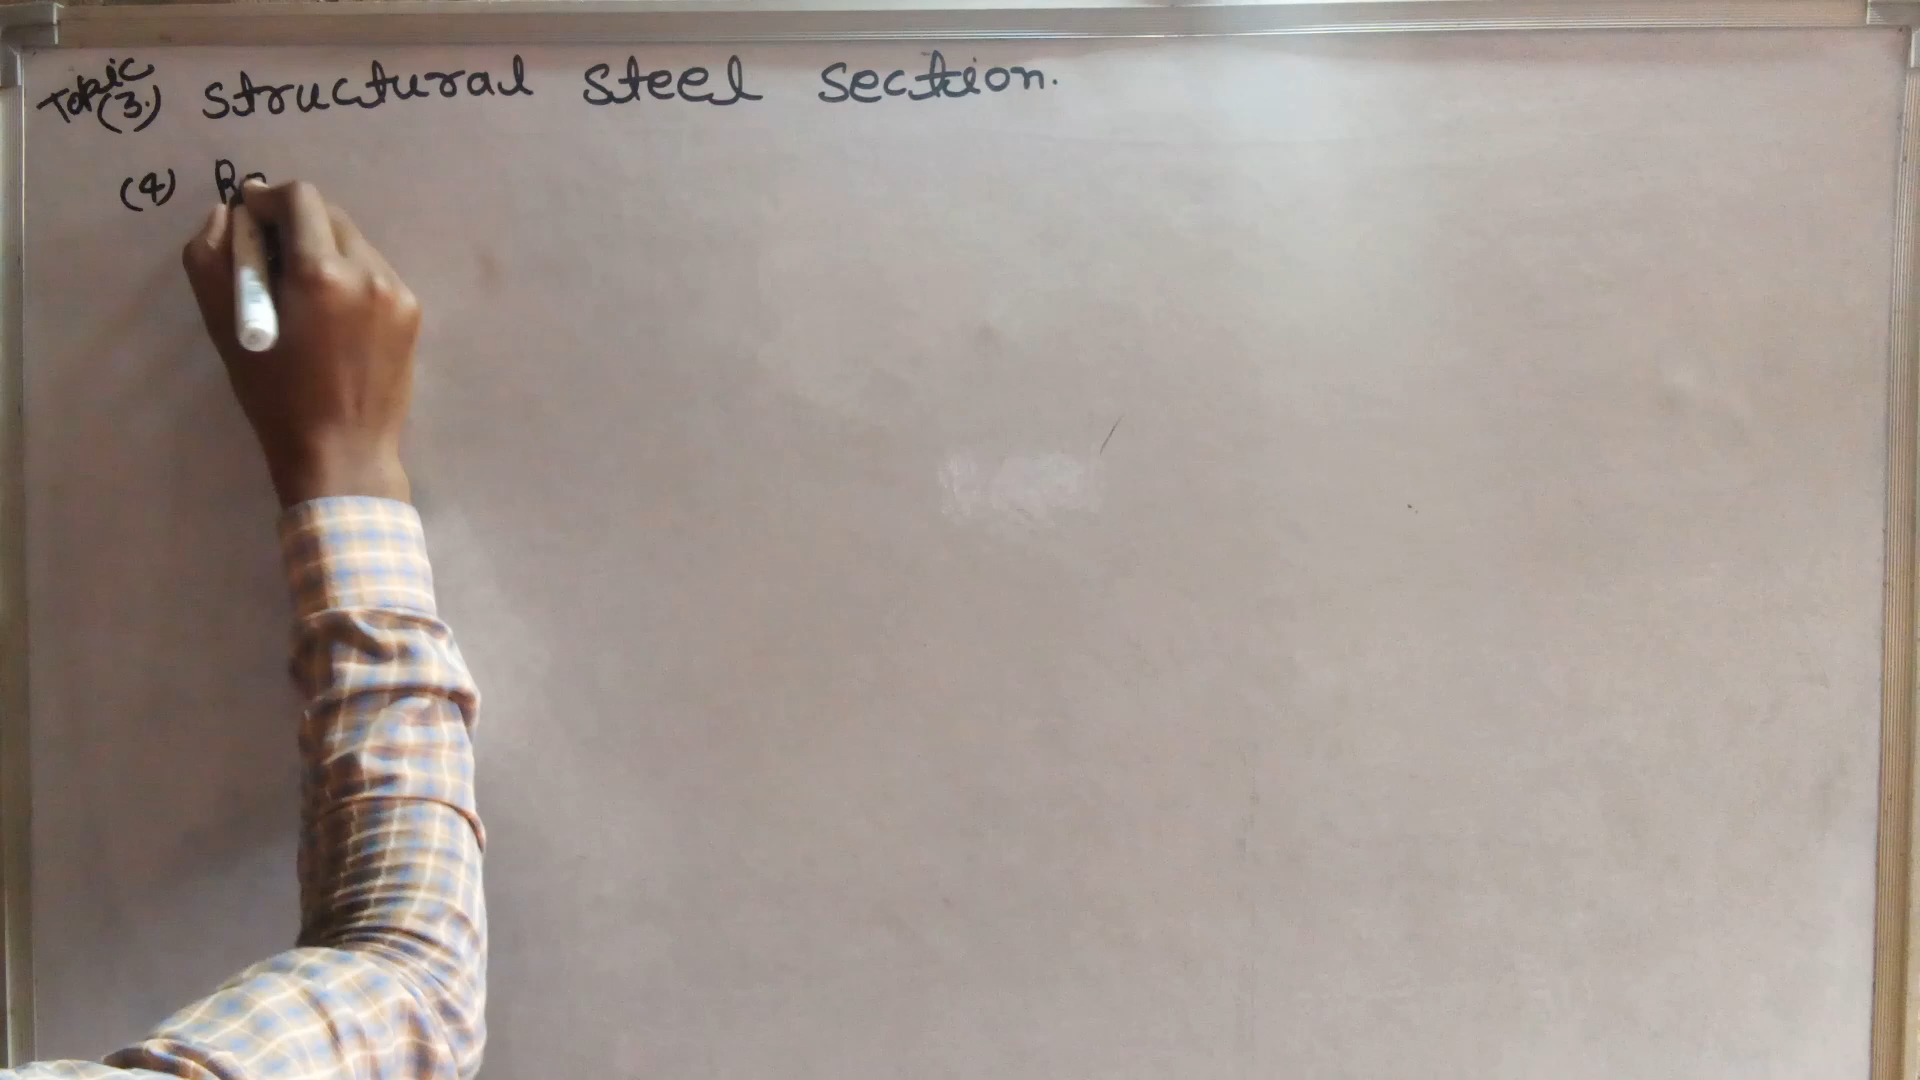 Topic (3.) Structural Steel Section.
(4)